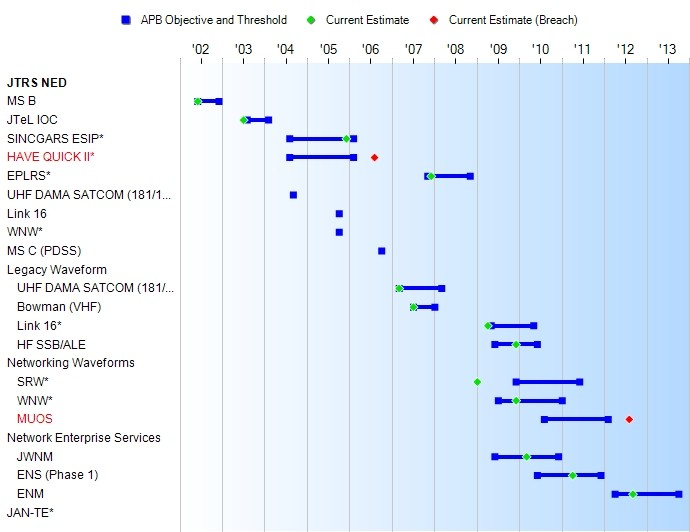 APB Objective and Threshold Current Estimate Current Estimate (Breach)
'02 '03 '04 '05 '06 '07 '08 '09 '10 '11 '12 '13
JTRS NED
MS B
JTeL IOC
SINCGARS ESIP*
HAVE QUICK II*
EPLRS*
UHF DAMA SATCOM (181/1...
Link 16
WNW*
MS C (PDSS)
Legacy Waveform
UHF DAMA SATCOM (181/...
Bowman (VHF)
Link 16*
HF SSB/ALE
Networking Waveforms
SRW*
WNW*
MUOS
Network Enterprise Services
JWNM
ENS (Phase 1)
ENM
JAN-TE*